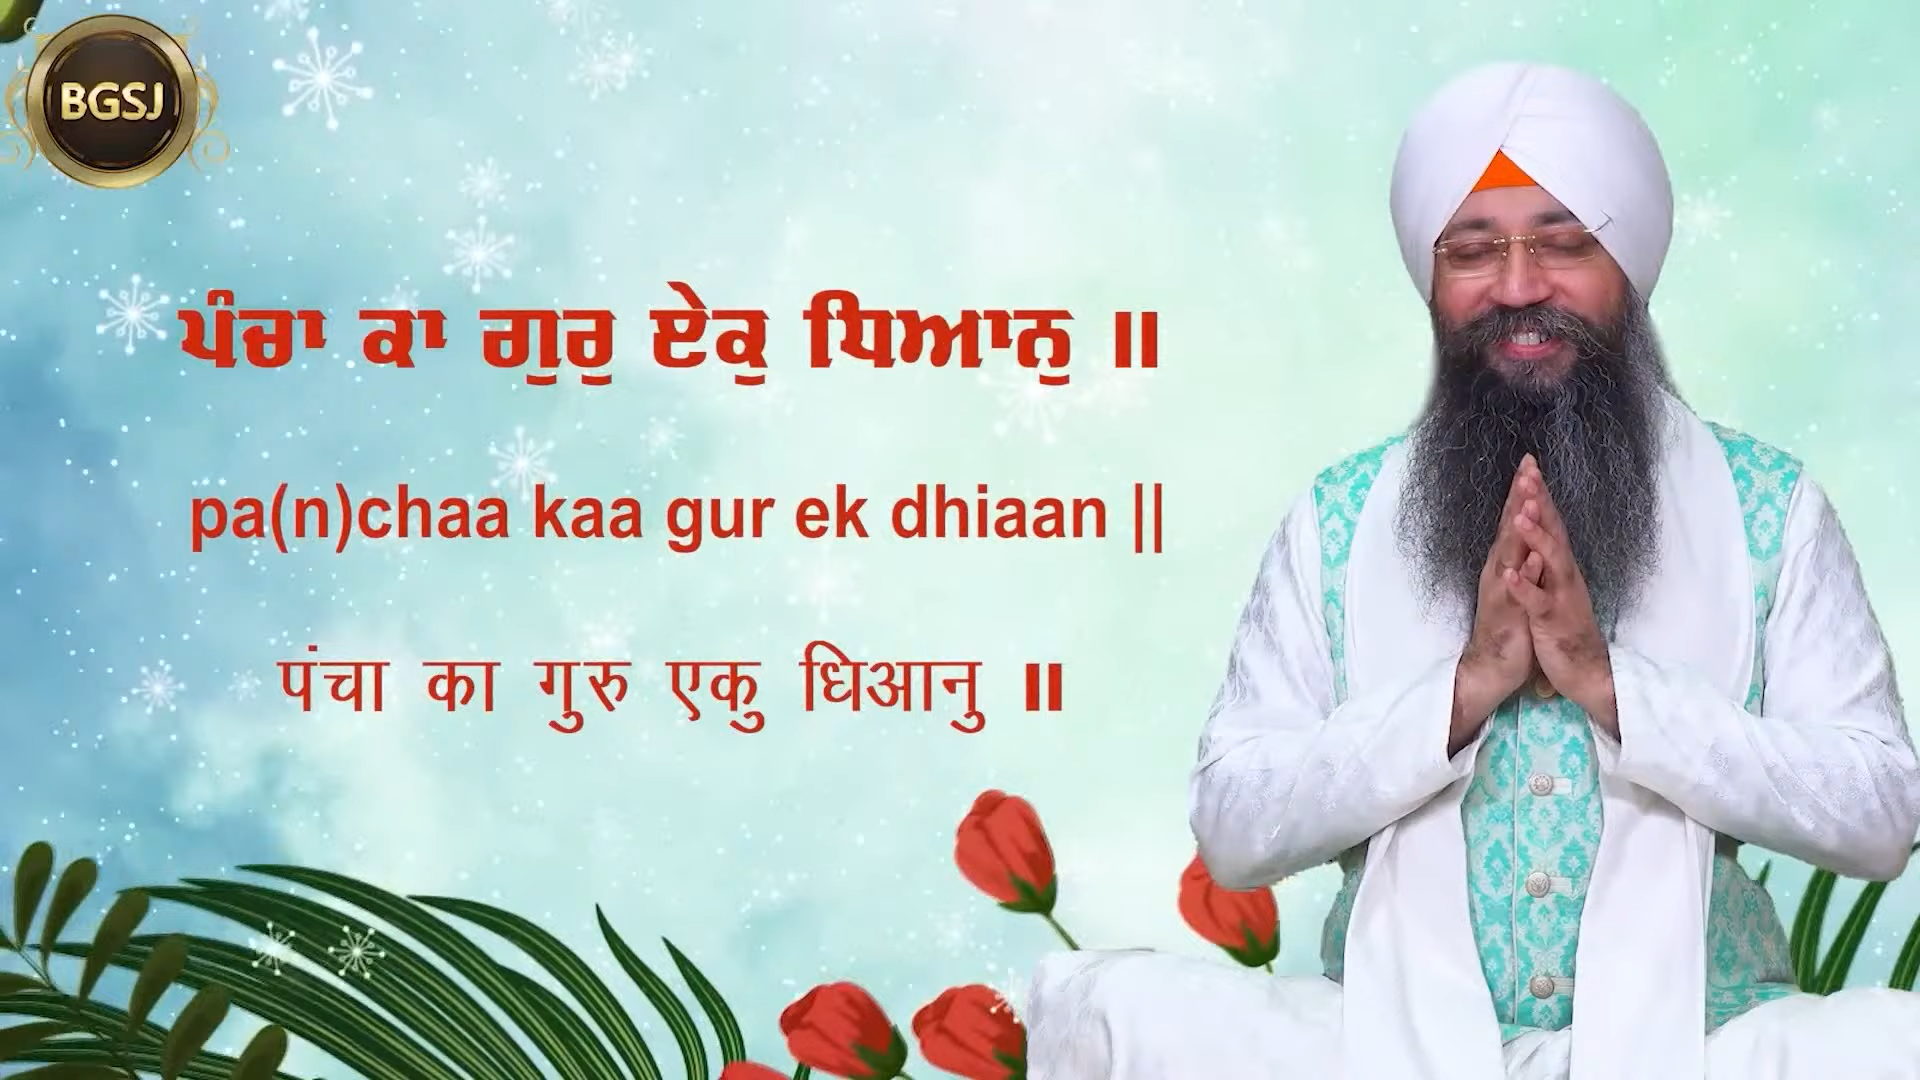 BGSJ
ਪੰਚਾ ਕਾ ਗੁਰੁ ਏਕੁ ਧਿਆਨੁ ॥
pa(n)chaa kaa gur ek dhiaan ||
पंचा का गुरु एकु धिआनु ॥